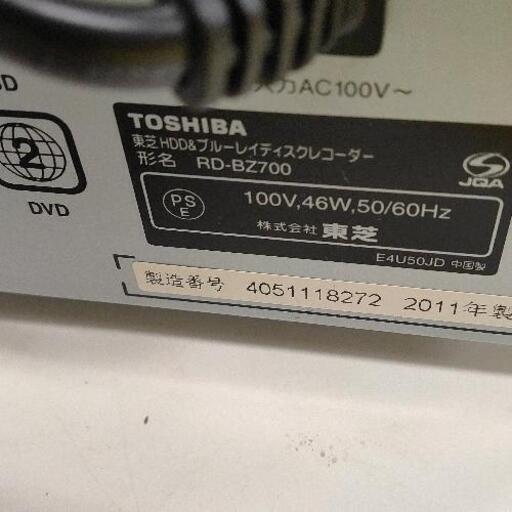 入力AC100V～
D
2
DVD
TOSHIBA
東芝HDD&ブルーレイディスクレコーダー
形名 RD-BZ700
PS
E
100V,46W,50/60Hz
株式会社 東芝
JQA
E4U50JD 中国製
製造番号 4051118272 2011年製